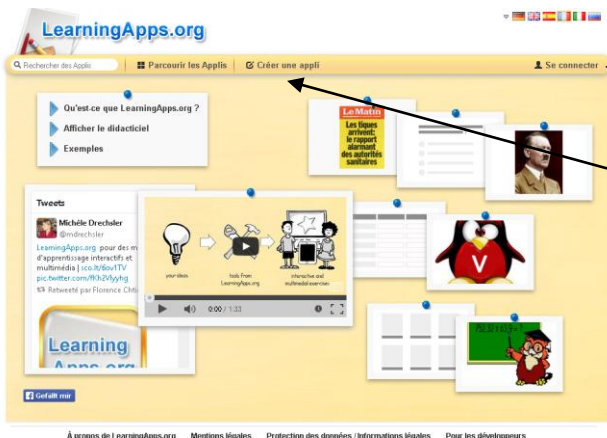 LearningApps.org
Rechercher des Applis
Parcourir les Applis
Créer une appli
Se connecter
Qu'est-ce que LearningApps.org ?
Afficher le didacticiel
Exemples
Le Matin
Les tiques
arrivent:
le rapport
alarmant
des autorités
sanitaires
Tweets
Michèle Drechsler
@mdrechsler
LearningApps.org pour des m
d'apprentissage interactifs et
multimédia
pic.twitter.com/fKh2Vlyyhg
Retweeté par Florence
your ideas
tools from
LearningApps.org
interactive and
multimedia exercises
0:00 / 1:33
V
Learning
Apps.org
Gefällt mir
À propos de LearningApps.org
Mentions légales
Protection des données / Informations légales
Pour les développeurs